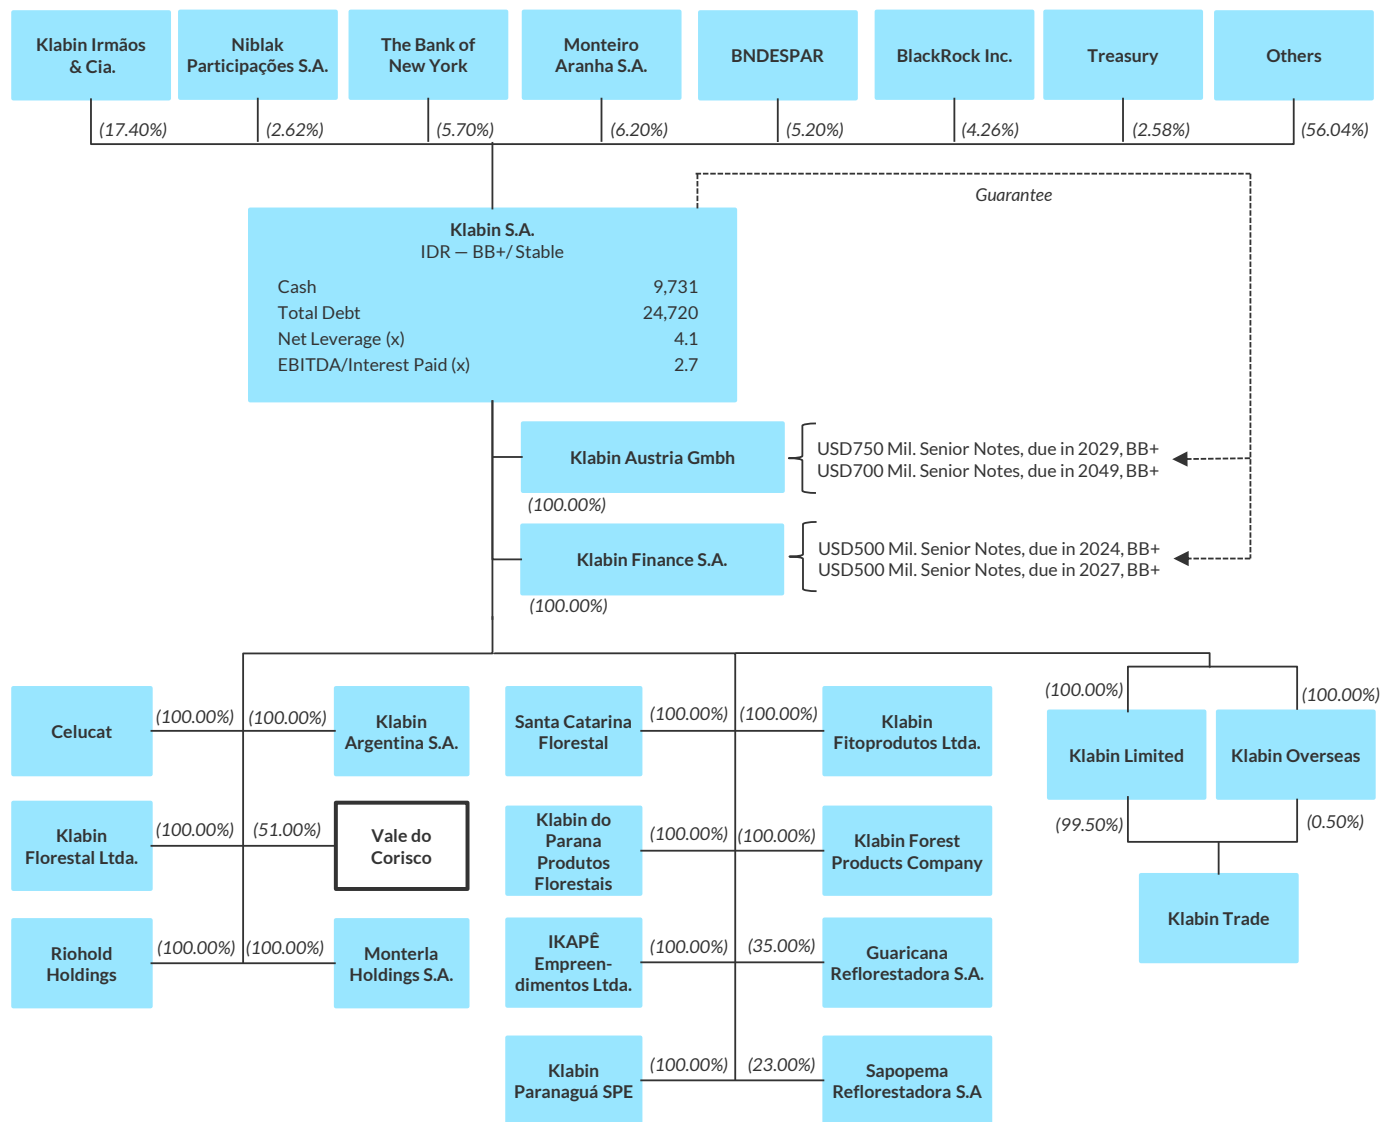 Klabin Irmãos
& Cia.
Niblak
Participações S.A.
The Bank of
New York
Monteiro
Aranha S.A.
BNDESPAR
BlackRock Inc.
Treasury
Others
(17.40%)
(2.62%)
(5.70%)
(6.20%)
(5.20%)
(4.26%)
(2.58%)
(56.04%)
Guarantee
Klabin S.A.
IDR — BB+/ Stable
Cash 9,731
Total Debt 24,720
Net Leverage (x) 4.1
EBITDA/Interest Paid (x) 2.7
Klabin Austria Gmbh
(100.00%)
USD750 Mil. Senior Notes, due in 2029, BB+
USD700 Mil. Senior Notes, due in 2049, BB+
Klabin Finance S.A.
(100.00%)
USD500 Mil. Senior Notes, due in 2024, BB+
USD500 Mil. Senior Notes, due in 2027, BB+
Celucat
(100.00%)
(100.00%)
Klabin
Argentina S.A.
Klabin
Florestal Ltda.
(100.00%)
(51.00%)
Vale do
Corisco
Riohold
Holdings
(100.00%)
(100.00%)
Monterla
Holdings S.A.
Santa Catarina
Florestal
(100.00%)
(100.00%)
Klabin
Fitoprodutos Ltda.
Klabin do
Parana
Produtos
Florestais
(100.00%)
(100.00%)
Klabin Forest
Products Company
IKAPÊ
Empreen-
dimentos Ltda.
(100.00%)
(35.00%)
Guaricana
Reflorestadora S.A.
Klabin
Paranaguá SPE
(100.00%)
(23.00%)
Sapopema
Reflorestadora S.A
(100.00%)
(100.00%)
Klabin Limited
Klabin Overseas
(99.50%)
(0.50%)
Klabin Trade